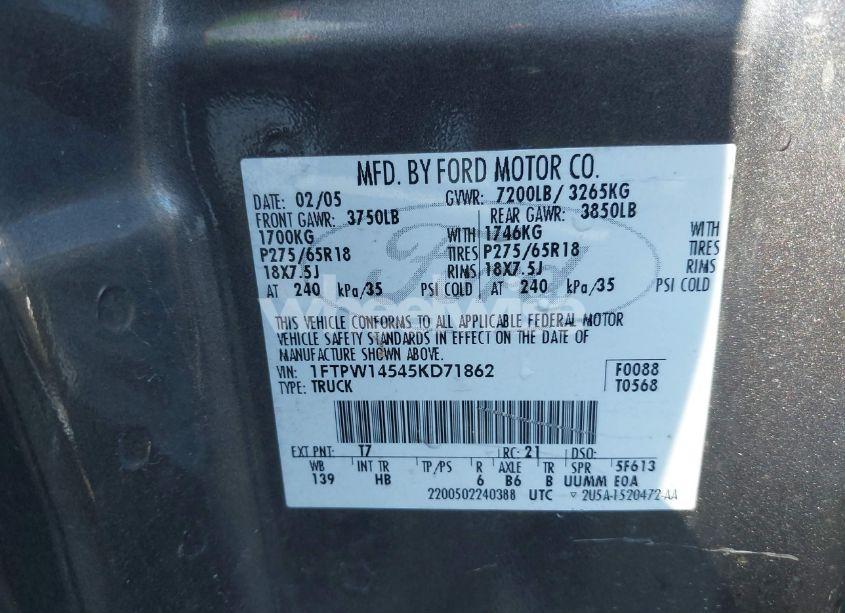 MFD. BY FORD MOTOR CO.
DATE: 02/05 GVWR: 7200LB/ 3265KG
FRONT GAWR: 3750LB REAR GAWR: 3850LB
1700KG WITH 1746KG WITH
P275/65R18 TIRES P275/65R18 TIRES
18X7.5J RIMS 18X7.5J RIMS
AT 240 kPa/35 PSI COLD AT 240 kPa/35 PSI COLD
Ford
THIS VEHICLE CONFORMS TO ALL APPLICABLE FEDERAL MOTOR
VEHICLE SAFETY STANDARDS IN EFFECT ON THE DATE OF
MANUFACTURE SHOWN ABOVE.
VIN: 1FTPW14545KD71862 F0088
TYPE: TRUCK T0568
EXT PNT: T7 RC: 21 DSO:
WB INT TR TP/PS R AXLE TR SPR 5F613
139 HB 6 B6 B UUMM EOA
2200502240388 UTC ▽ 2U5A-1520472-AA